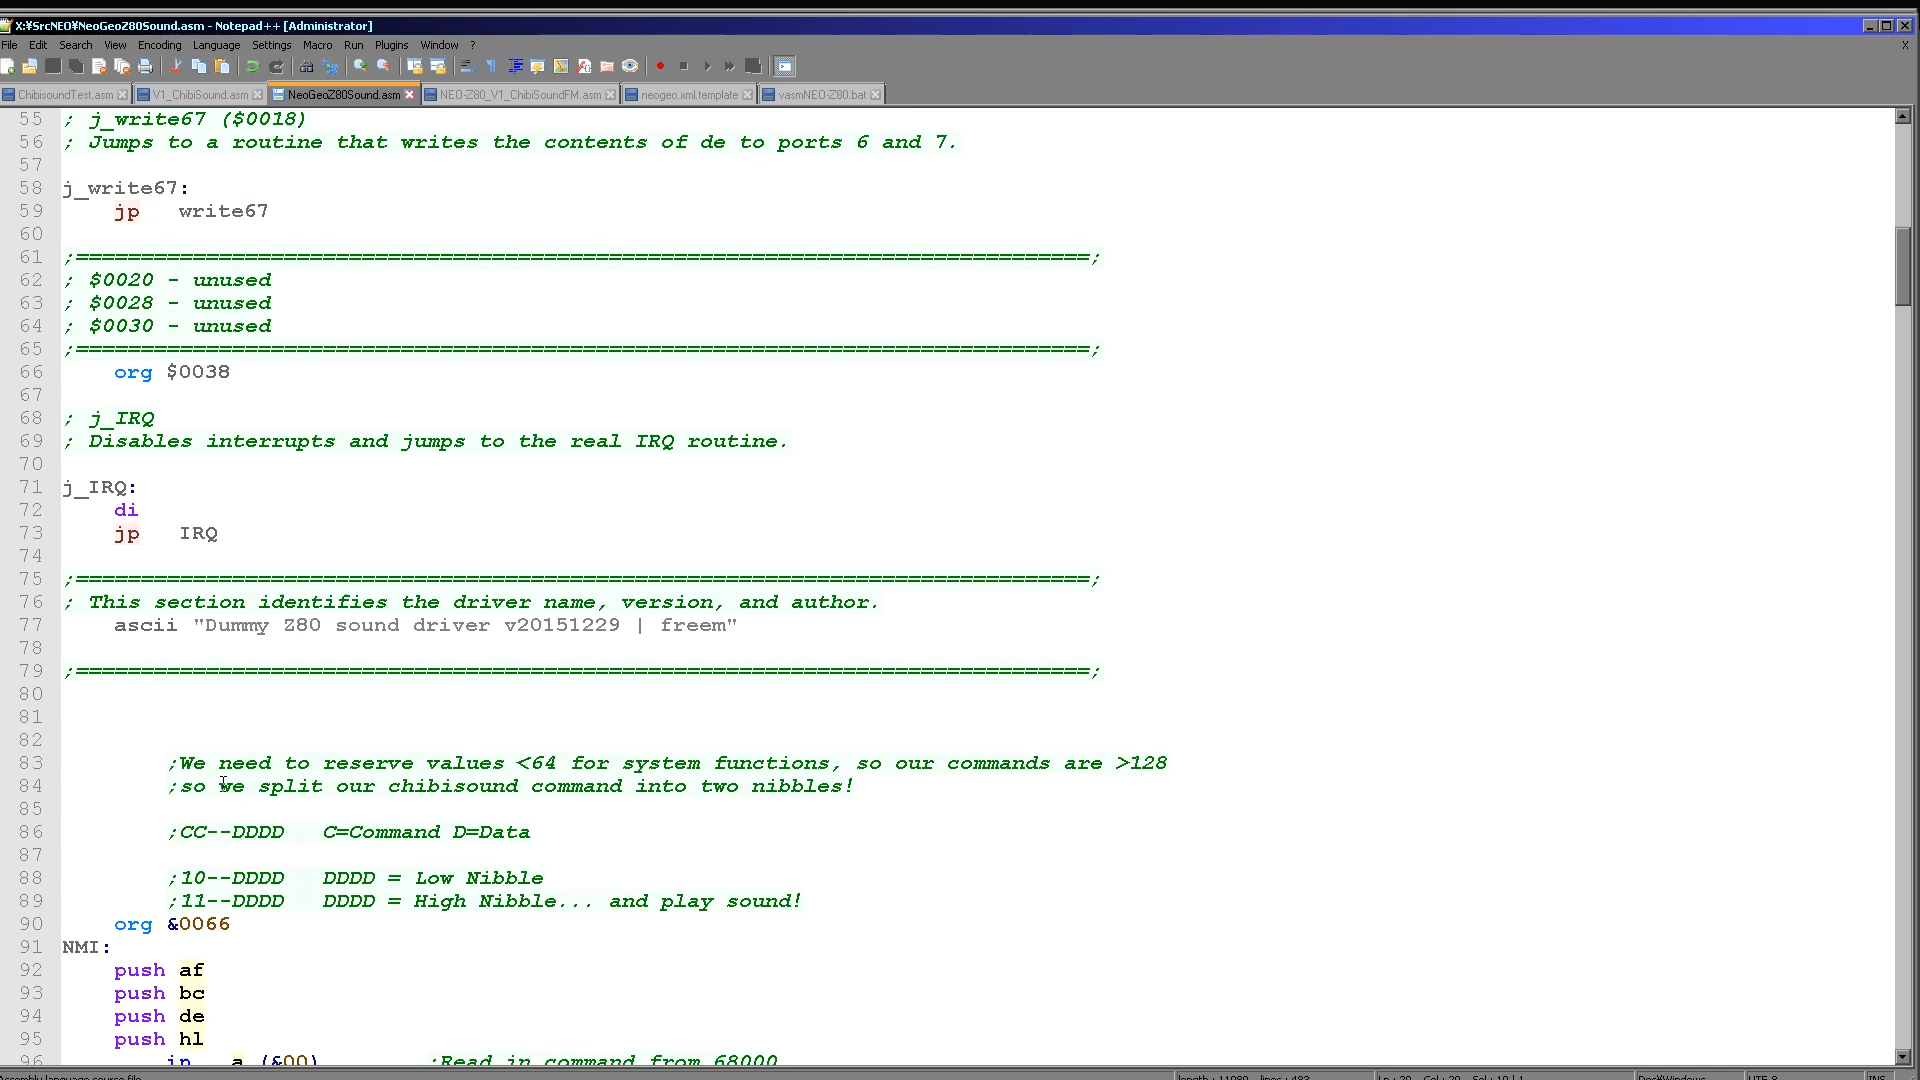 X:¥SrcNEO¥NeoGeoZ80Sound.asm - Notepad++ [Administrator]
File Edit Search View Encoding Language Settings Macro Run Plugins Window ? X
ChibisoundTest.asm V1_ChibiSound.asm NeoGeoZ80Sound.asm NEO-Z80_V1_ChibiSoundFM.asm neogeo.xml.template vasmNEO-Z80.bat
55 ; j_write67 ($0018)
56 ; Jumps to a routine that writes the contents of de to ports 6 and 7.
57
58 j_write67:
59 jp write67
60
61 ;==============================================================================;
62 ; $0020 - unused
63 ; $0028 - unused
64 ; $0030 - unused
65 ;==============================================================================;
66 org $0038
67
68 ; j_IRQ
69 ; Disables interrupts and jumps to the real IRQ routine.
70
71 j_IRQ:
72 di
73 jp IRQ
74
75 ;==============================================================================;
76 ; This section identifies the driver name, version, and author.
77 ascii "Dummy Z80 sound driver v20151229 | freem"
78
79 ;==============================================================================;
80
81
82
83 ;We need to reserve values <64 for system functions, so our commands are >128
84 ;so we split our chibisound command into two nibbles!
85
86 ;CC--DDDD C=Command D=Data
87
88 ;10--DDDD DDDD = Low Nibble
89 ;11--DDDD DDDD = High Nibble... and play sound!
90 org &0066
91 NMI:
92 push af
93 push bc
94 push de
95 push hl
96 in a,(&00) ;Read in command from 68000